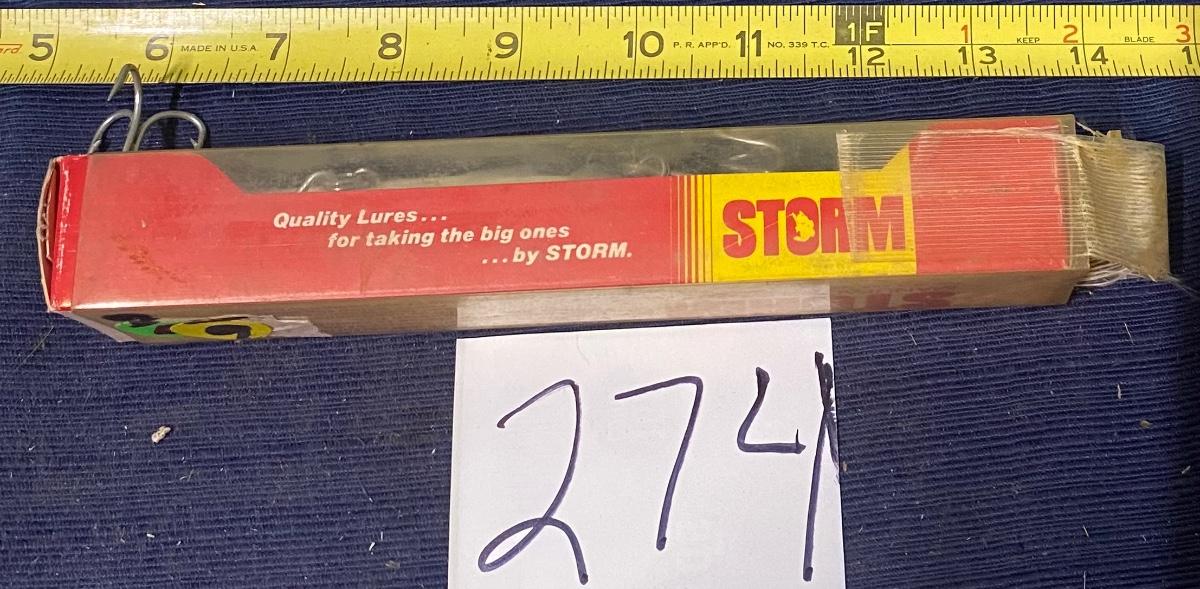 ard 5 6 MADE IN U.S.A. 7 8 9 10 P. R. APP'D. 11 NO. 339 T.C. 1F 1 KEEP 2 BLADE 3
12 13 14
Quality Lures...
for taking the big ones
...by STORM.
STORM
274